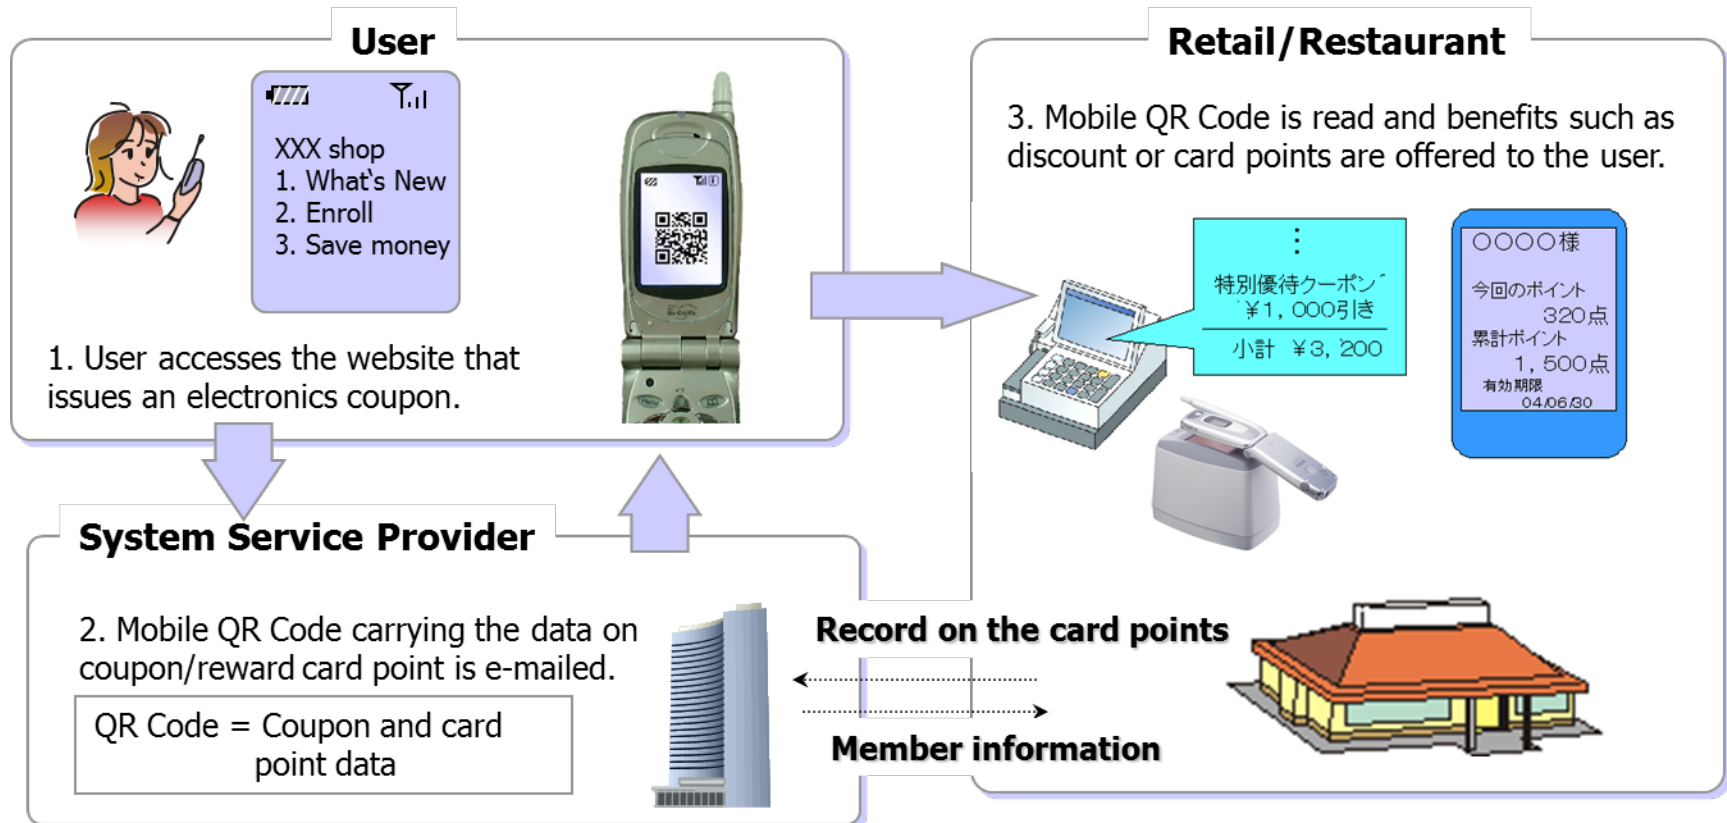 User
XXX shop
1. What's New
2. Enroll
3. Save money
1. User accesses the website that
issues an electronics coupon.
System Service Provider
2. Mobile QR Code carrying the data on
coupon/reward card point is e-mailed.
QR Code = Coupon and card
point data
Retail/Restaurant
3. Mobile QR Code is read and benefits such as
discount or card points are offered to the user.
⋮
特別優待クーポン
¥1,000引き
小計 ¥3,200
○○○○様
今回のポイント
320点
累計ポイント
1,500点
有効期限
04/06/30
Record on the card points
Member information